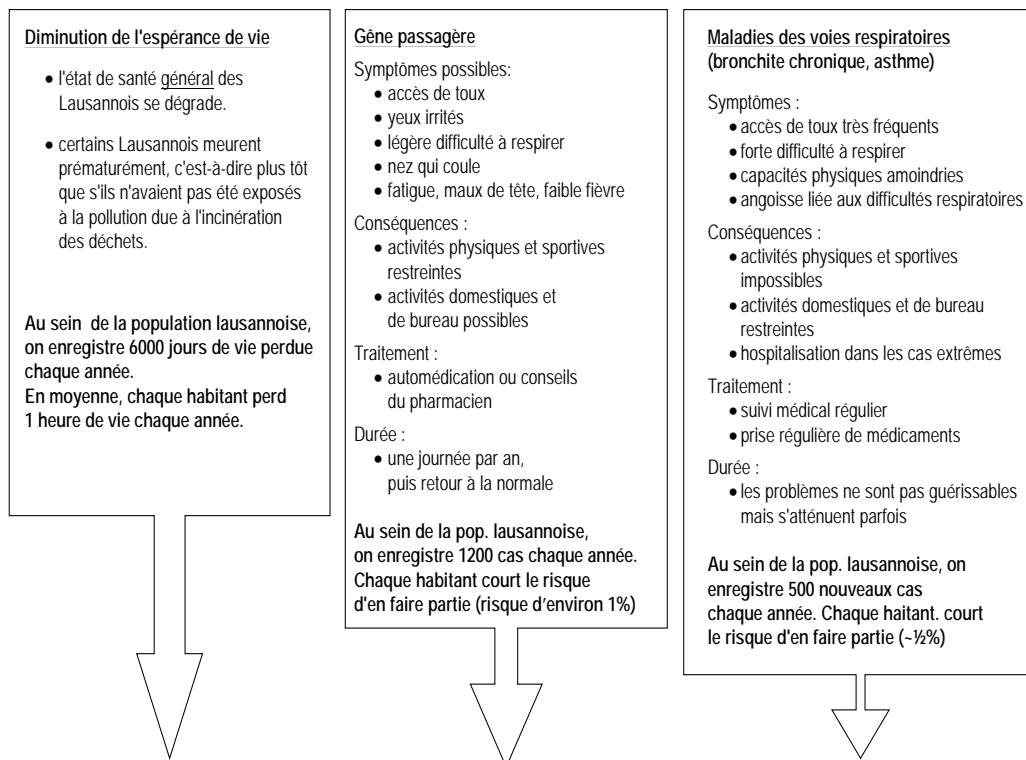 Diminution de l'espérance de vie
• l'état de santé général des
Lausannois se dégrade.
• certains Lausannois meurent
prématurément, c'est-à-dire plus tôt
que s'ils n'avaient pas été exposés
à la pollution due à l'incinération
des déchets.
Au sein de la population lausannoise,
on enregistre 6000 jours de vie perdue
chaque année.
En moyenne, chaque habitant perd
1 heure de vie chaque année.
Gêne passagère
Symptômes possibles:
• accès de toux
• yeux irrités
• légère difficulté à respirer
• nez qui coule
• fatigue, maux de tête, faible fièvre
Conséquences :
• activités physiques et sportives
restreintes
• activités domestiques et
de bureau possibles
Traitement :
• automédication ou conseils
du pharmacien
Durée :
• une journée par an,
puis retour à la normale
Au sein de la pop. lausannoise,
on enregistre 1200 cas chaque année.
Chaque habitant court le risque
d'en faire partie (risque d'environ 1%)
Maladies des voies respiratoires
(bronchite chronique, asthme)
Symptômes :
• accès de toux très fréquents
• forte difficulté à respirer
• capacités physiques amoindries
• angoisse liée aux difficultés respiratoires
Conséquences :
• activités physiques et sportives
impossibles
• activités domestiques et de bureau
restreintes
• hospitalisation dans les cas extrêmes
Traitement :
• suivi médical régulier
• prise régulière de médicaments
Durée :
• les problèmes ne sont pas guérissables
mais s'atténuent parfois
Au sein de la pop. lausannoise, on
enregistre 500 nouveaux cas
chaque année. Chaque haitant. court
le risque d'en faire partie (~½%)